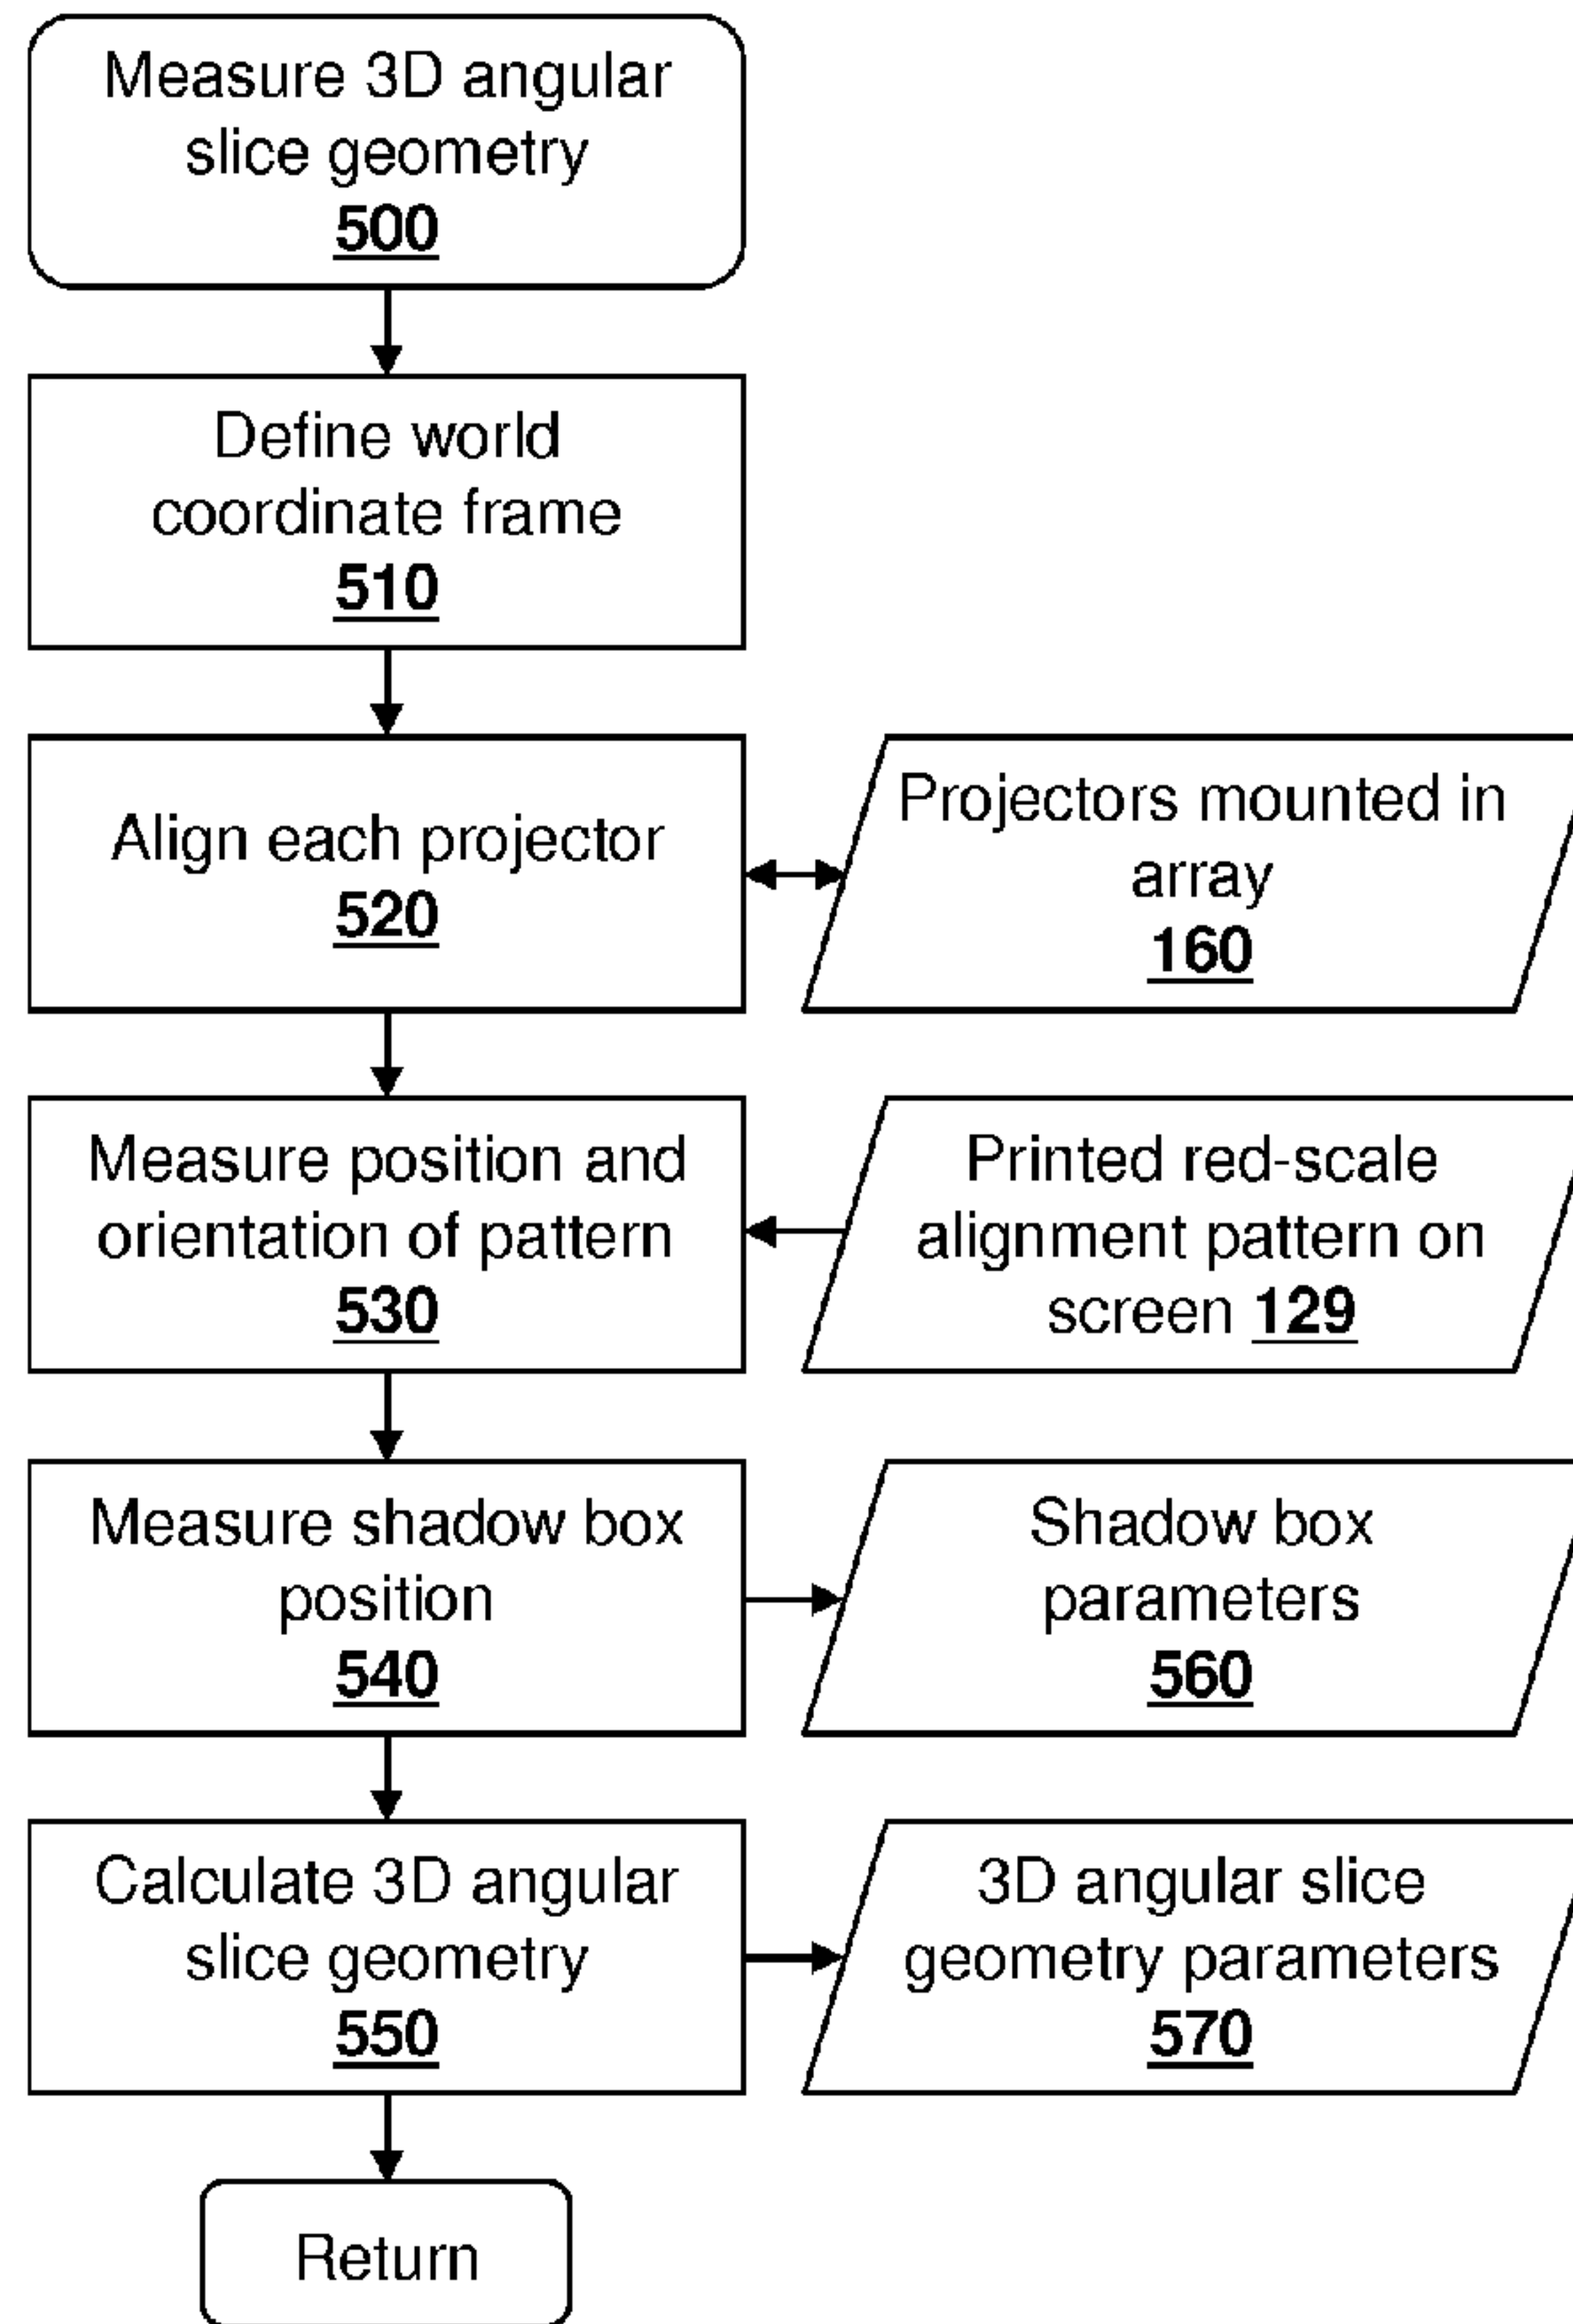 Measure 3D angular
slice geometry
500
Define world
coordinate frame
510
Align each projector
520
Projectors mounted in
array
160
Measure position and
orientation of pattern
530
Printed red-scale
alignment pattern on
screen 129
Measure shadow box
position
540
Shadow box
parameters
560
Calculate 3D angular
slice geometry
550
3D angular slice
geometry parameters
570
Return